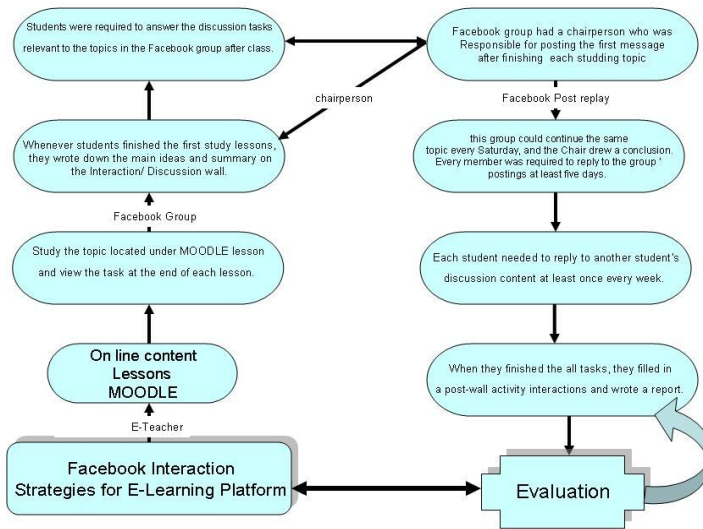 Students were required to answer the discussion tasks
relevant to the topics in the Facebook group after class.
Facebook group had a chairperson who was
Responsible for posting the first message
after finishing each studding topic
chairperson
Facebook Post replay
Whenever students finished the first study lessons,
they wrote down the main ideas and summary on
the Interaction/ Discussion wall.
this group could continue the same
topic every Saturday, and the Chair drew a conclusion.
Every member was required to reply to the group '
postings at least five days.
Facebook Group
Study the topic located under MOODLE lesson
and view the task at the end of each lesson.
Each student needed to reply to another student's
discussion content at least once every week.
On line content
Lessons
MOODLE
When they finished the all tasks, they filled in
a post-wall activity interactions and wrote a report.
E-Teacher
Facebook Interaction
Strategies for E-Learning Platform
Evaluation